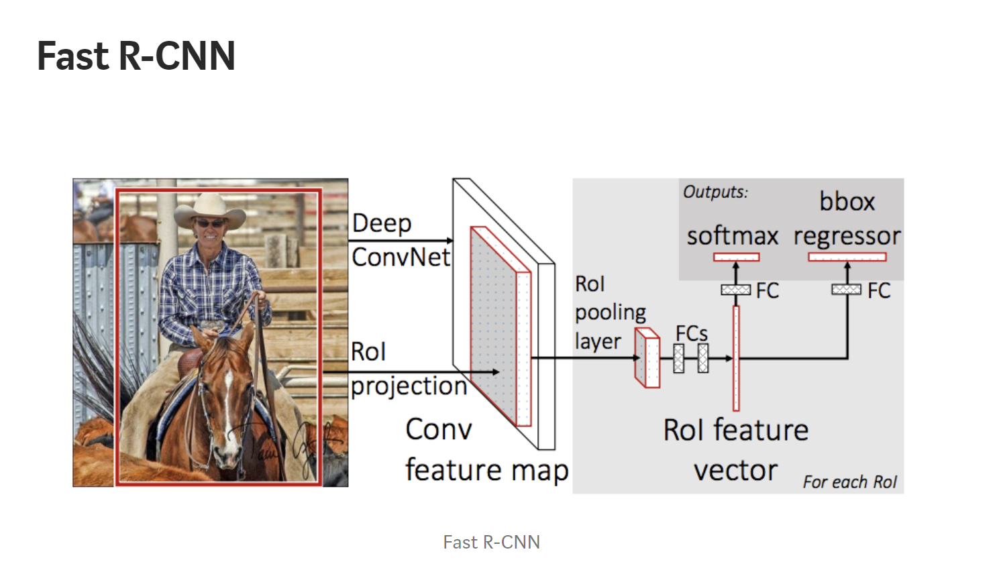 Fast R-CNN
Deep
ConvNet
RoI
projection
Conv
feature map
RoI
pooling
layer
FCs
Outputs:
softmax
bbox
regressor
FC
FC
RoI feature
vector
For each RoI
Fast R-CNN